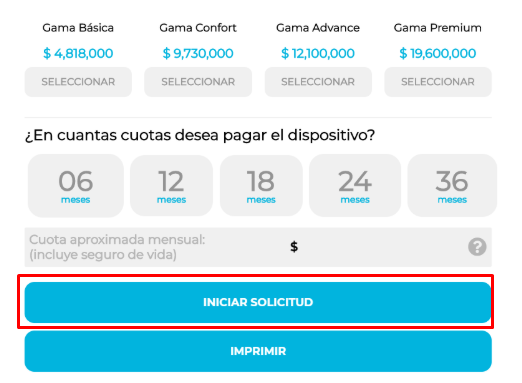 Gama Básica Gama Confort Gama Advance Gama Premium
$ 4,818,000 $ 9,730,000 $ 12,100,000 $ 19,600,000
SELECCIONAR SELECCIONAR SELECCIONAR SELECCIONAR
¿En cuantas cuotas desea pagar el dispositivo?
06 12 18 24 36
meses meses meses meses meses
Cuota aproximada mensual:
(incluye seguro de vida) $ ?
INICIAR SOLICITUD
IMPRIMIR